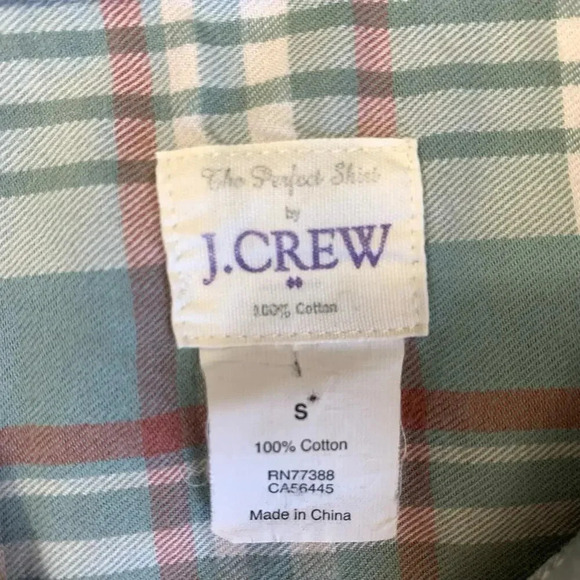 The Perfect Shirt
by
J.CREW
100% Cotton
S*
100% Cotton
RN77388
CA56445
Made in China